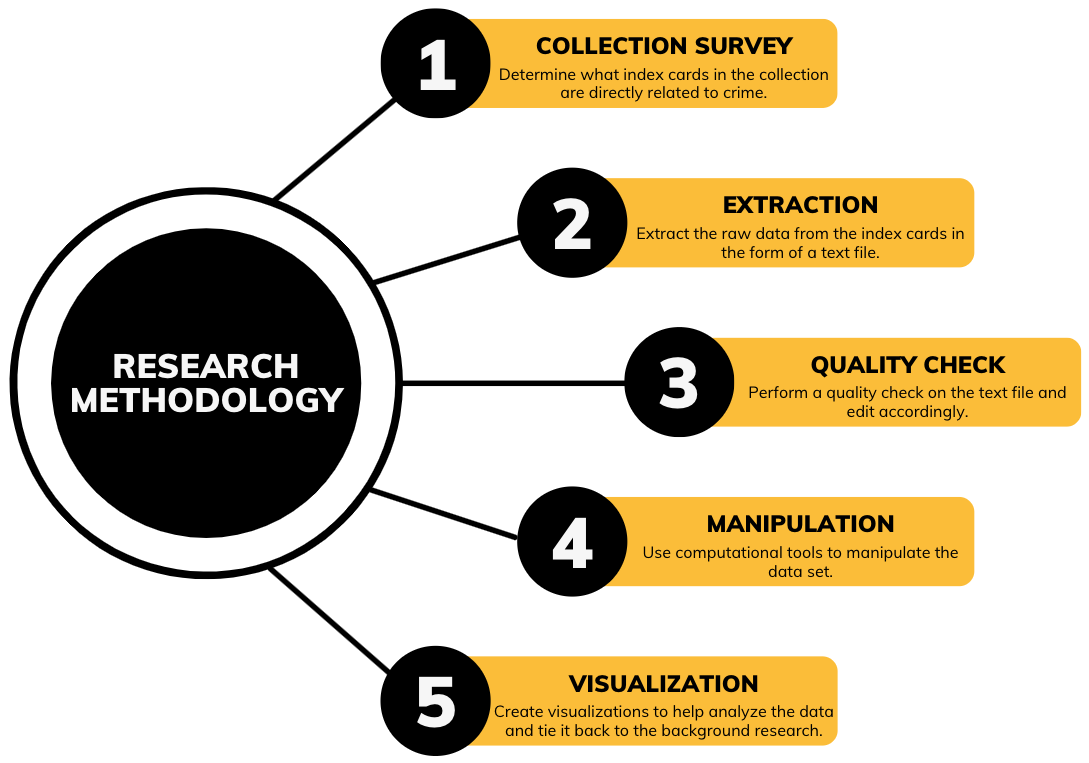 RESEARCH
METHODOLOGY
1
COLLECTION SURVEY
Determine what index cards in the collection
are directly related to crime.
2
EXTRACTION
Extract the raw data from the index cards in
the form of a text file.
3
QUALITY CHECK
Perform a quality check on the text file and
edit accordingly.
4
MANIPULATION
Use computational tools to manipulate the
data set.
5
VISUALIZATION
Create visualizations to help analyze the data
and tie it back to the background research.